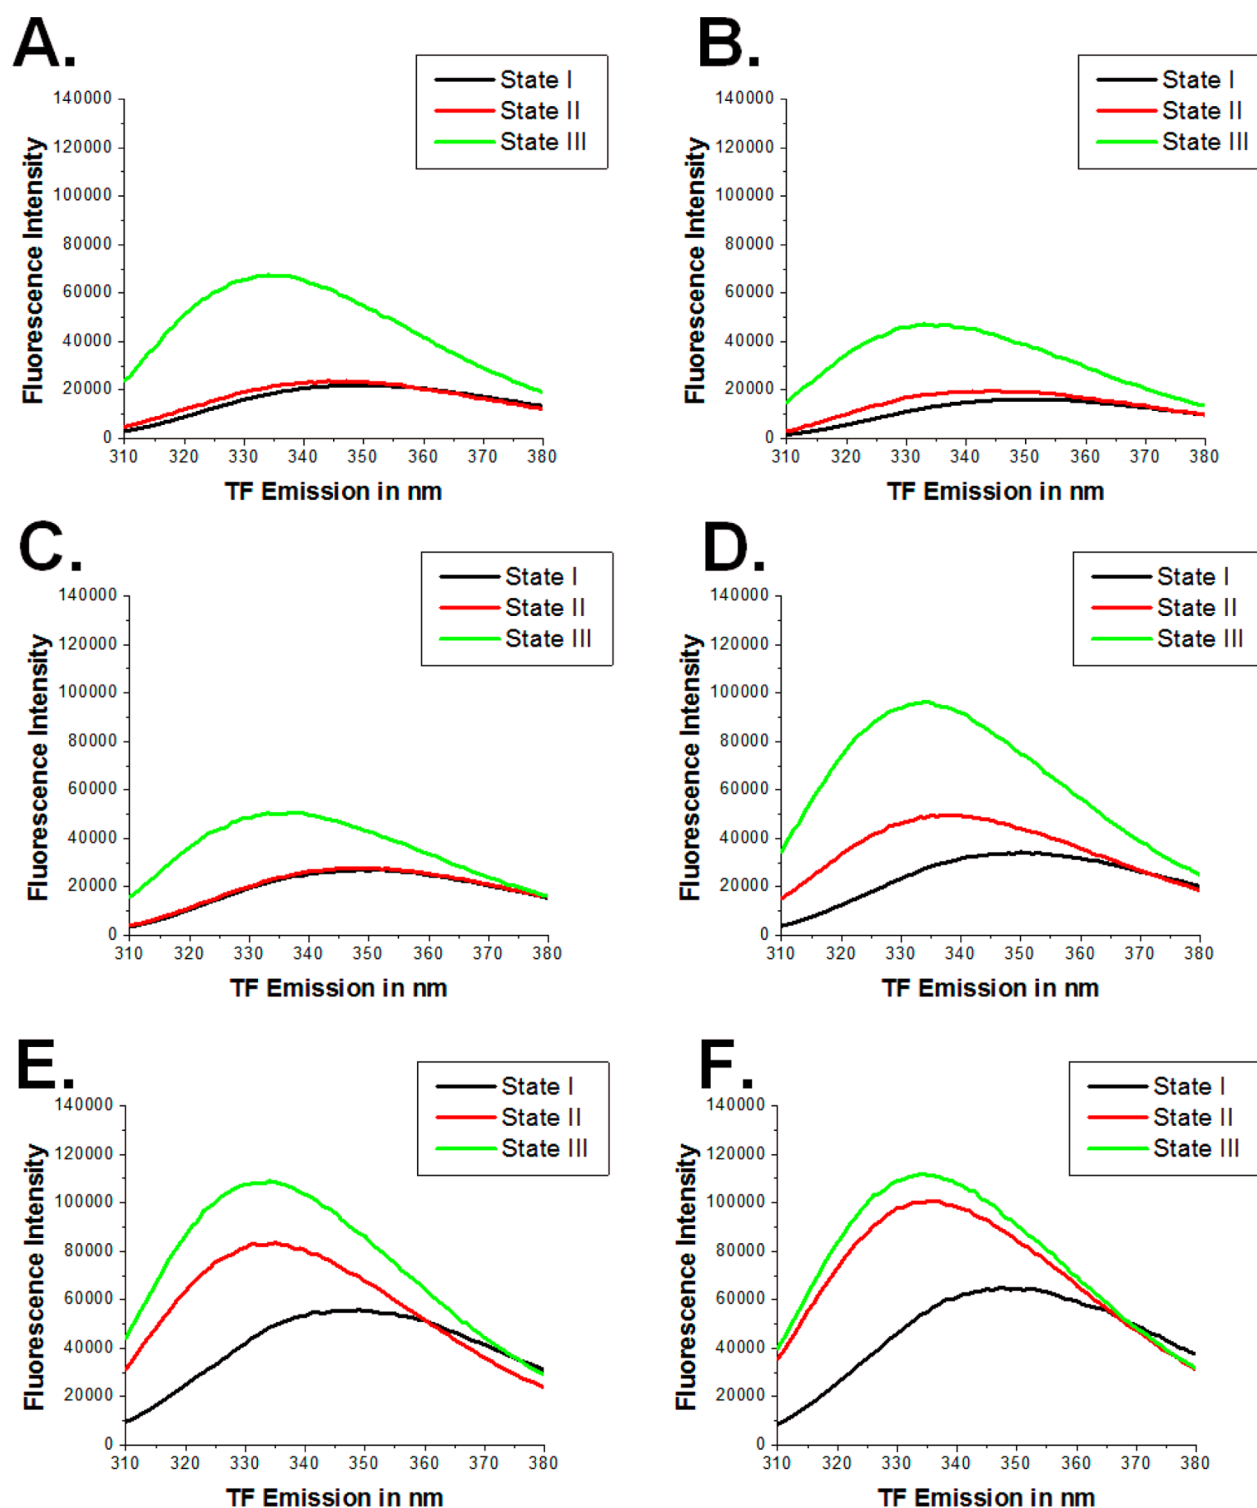 A.
State I
State II
State III
140000
120000
100000
80000
60000
40000
20000
0
310 320 330 340 350 360 370 380
Fluorescence Intensity
TF Emission in nm
B.
State I
State II
State III
140000
120000
100000
80000
60000
40000
20000
0
310 320 330 340 350 360 370 380
Fluorescence Intensity
TF Emission in nm
C.
State I
State II
State III
140000
120000
100000
80000
60000
40000
20000
0
310 320 330 340 350 360 370 380
Fluorescence Intensity
TF Emission in nm
D.
State I
State II
State III
140000
120000
100000
80000
60000
40000
20000
0
310 320 330 340 350 360 370 380
Fluorescence Intensity
TF Emission in nm
E.
State I
State II
State III
140000
120000
100000
80000
60000
40000
20000
0
310 320 330 340 350 360 370 380
Fluorescence Intensity
TF Emission in nm
F.
State I
State II
State III
140000
120000
100000
80000
60000
40000
20000
0
310 320 330 340 350 360 370 380
Fluorescence Intensity
TF Emission in nm